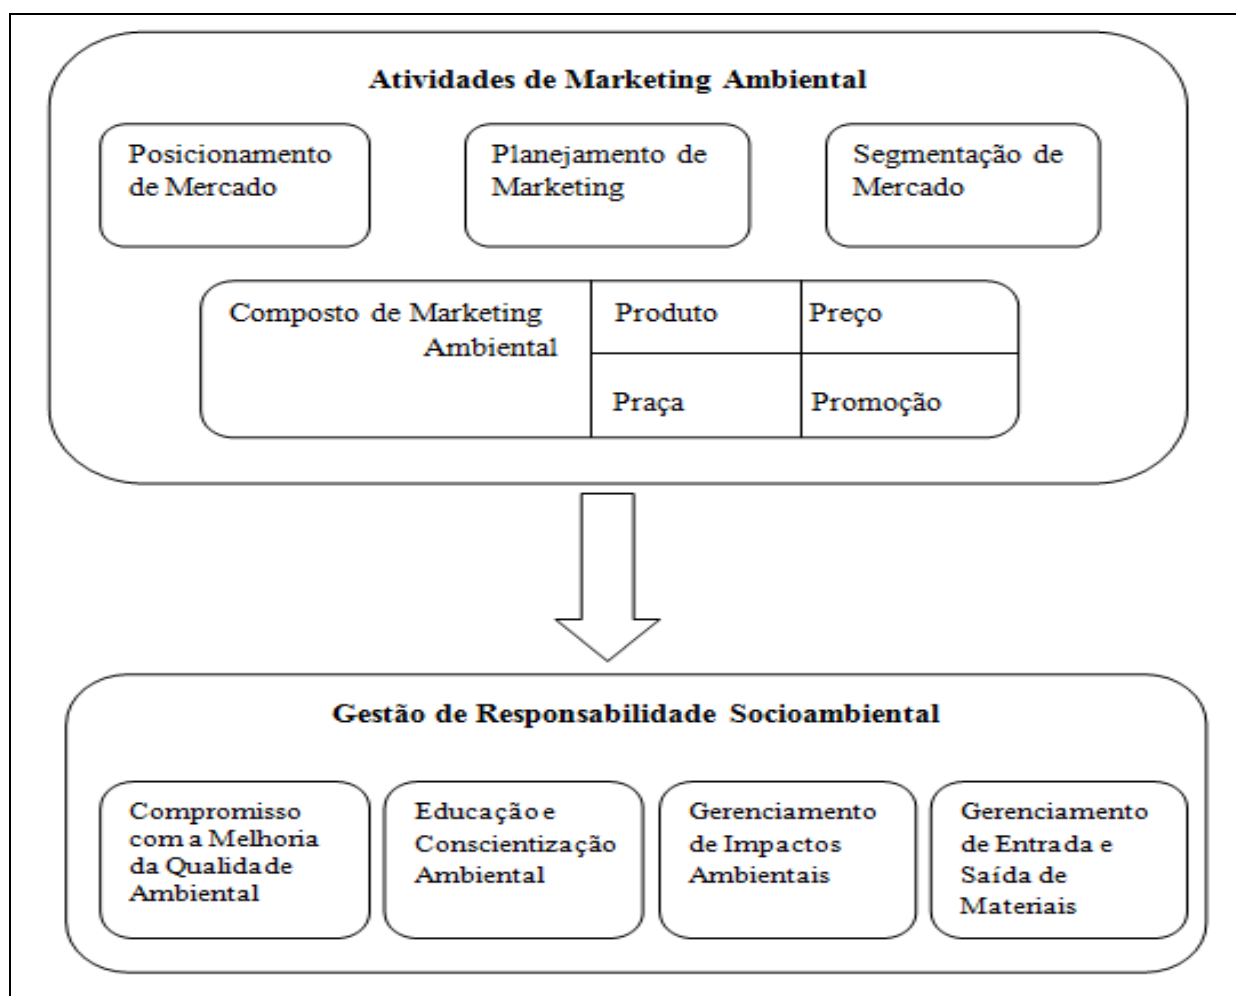 Atividades de Marketing Ambiental
Posicionamento
de Mercado
Planejamento de
Marketing
Segmentação de
Mercado
Composto de Marketing
Ambiental
Produto
Preço
Praça
Promoção
Gestão de Responsabilidade Socioambiental
Compromisso
com a Melhoria
da Qualidade
Ambiental
Educação e
Conscientização
Ambiental
Gerenciamento
de Impactos
Ambientais
Gerenciamento
de Entrada e
Saída de
Materiais